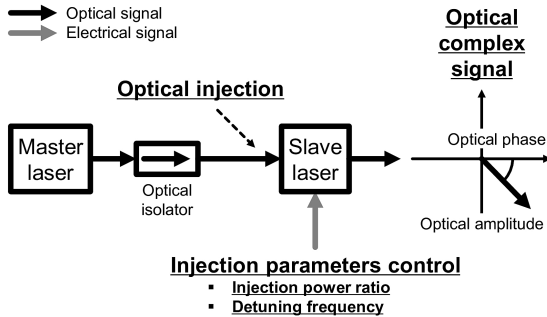 Optical signal
Electrical signal
Optical
complex
signal
Optical injection
Master
laser
Optical
isolator
Slave
laser
Optical phase
Optical amplitude
Injection parameters control
▪ Injection power ratio
▪ Detuning frequency